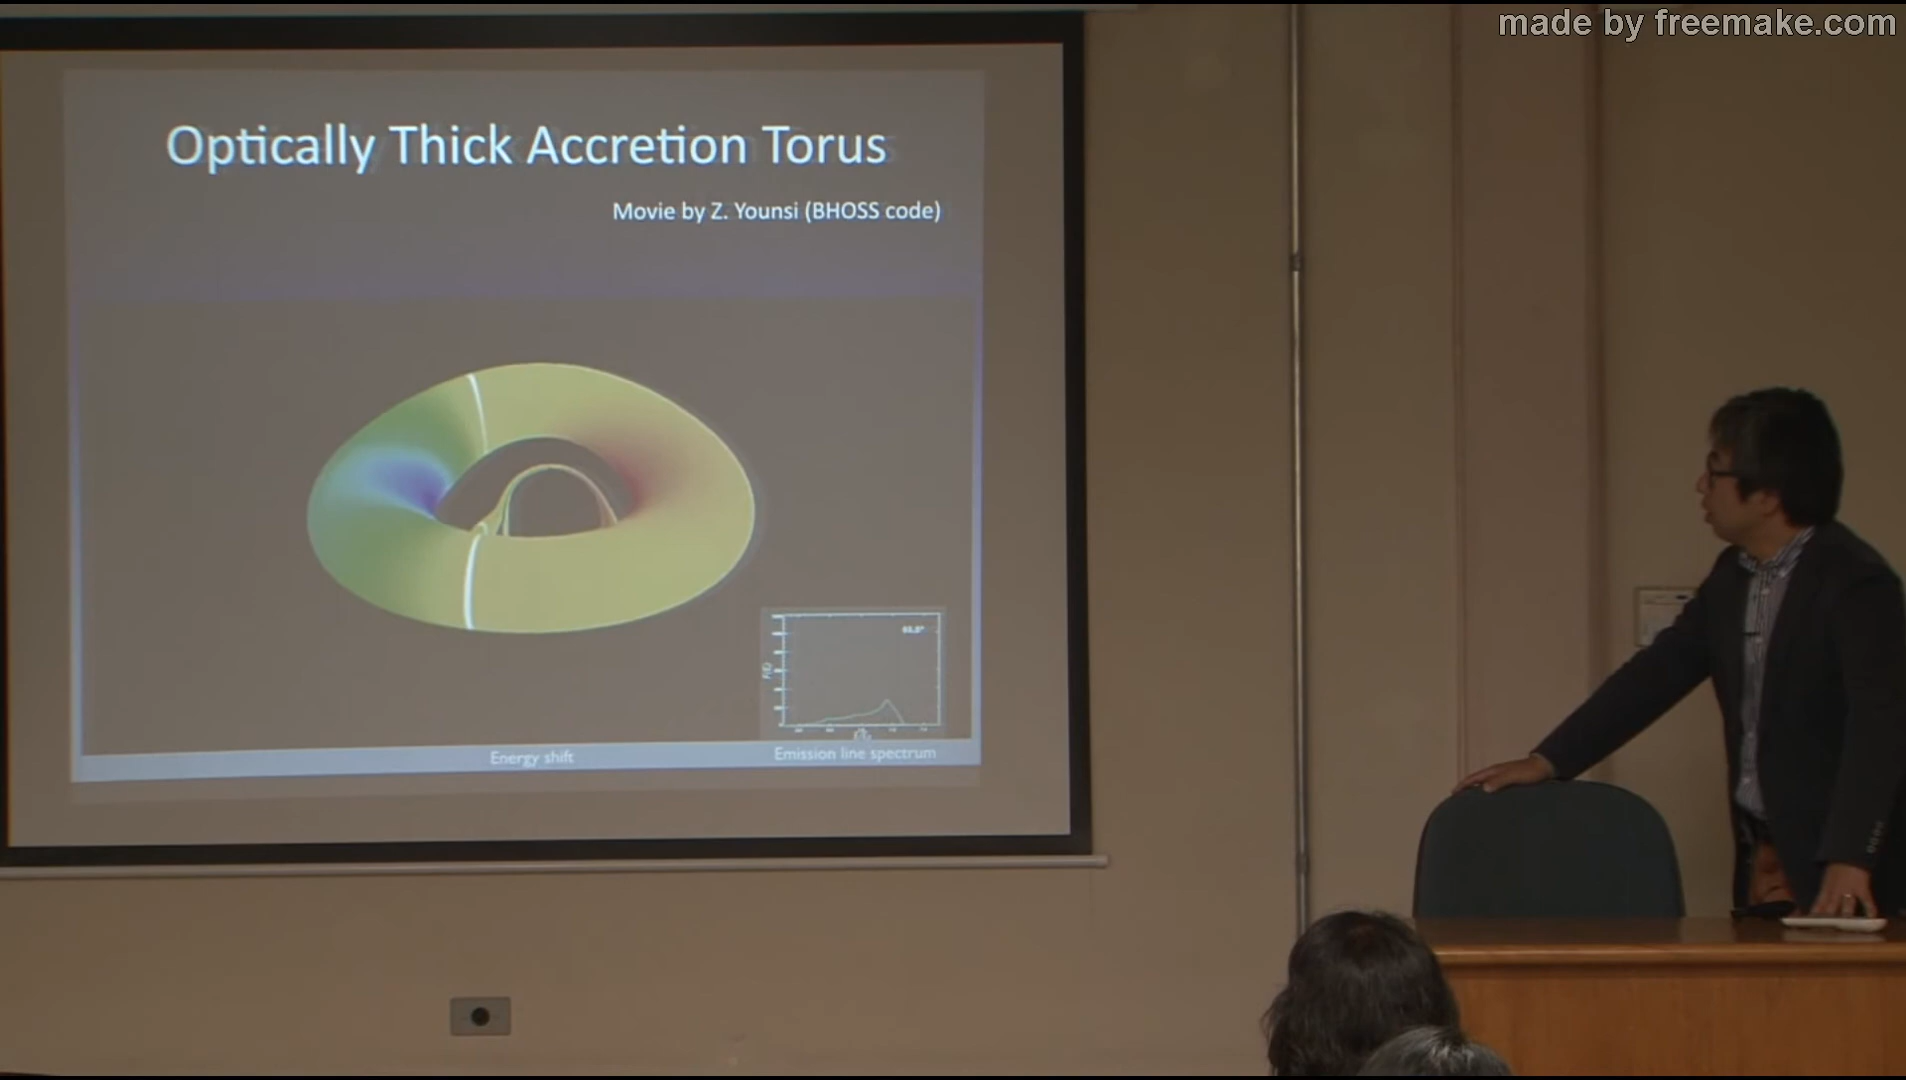 made by freemake.com
Optically Thick Accretion Torus
Movie by Z. Younsi (BHOSS code)
Energy shift
Emission line spectrum